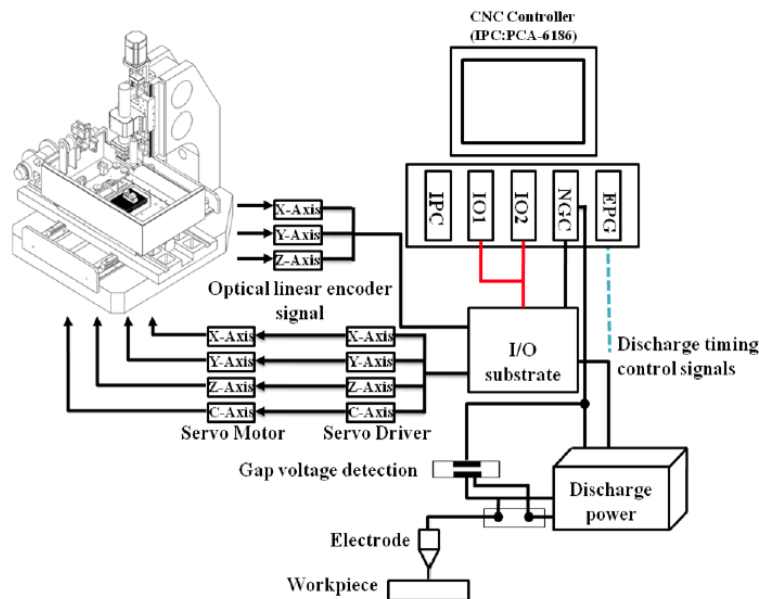 CNC Controller
(IPC:PCA-6186)
IPC
IO1
IO2
NGC
EPG
X-Axis
Y-Axis
Z-Axis
Optical linear encoder
signal
X-Axis
X-Axis
Y-Axis
Y-Axis
Z-Axis
Z-Axis
C-Axis
C-Axis
Servo Motor
Servo Driver
I/O
substrate
Discharge timing
control signals
Gap voltage detection
Discharge
power
Electrode
Workpiece